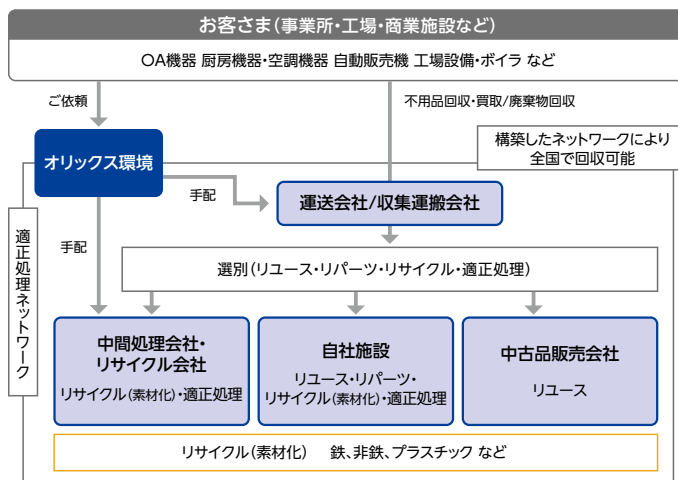 お客さま(事業所・工場・商業施設など)
OA機器 厨房機器・空調機器 自動販売機 工場設備・ボイラ など
ご依頼
不用品回収・買取/廃棄物回収
オリックス環境
構築したネットワークにより
全国で回収可能
手配
運送会社/収集運搬会社
適正処理ネットワーク
手配
選別(リユース・リパーツ・リサイクル・適正処理)
中間処理会社・
リサイクル会社
リサイクル(素材化)・適正処理
自社施設
リユース・リパーツ・
リサイクル(素材化)・適正処理
中古品販売会社
リユース
リサイクル(素材化) 鉄、非鉄、プラスチック など